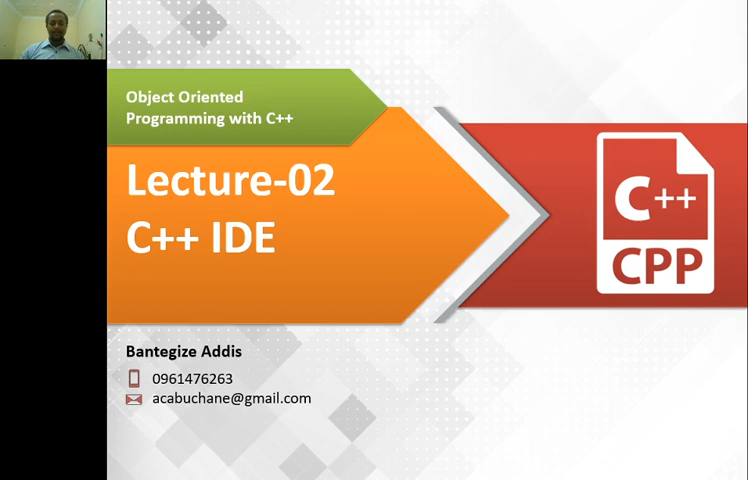 Object Oriented
Programming with C++
Lecture-02
C++ IDE
C++
CPP
Bantegize Addis
0961476263
acabuchane@gmail.com